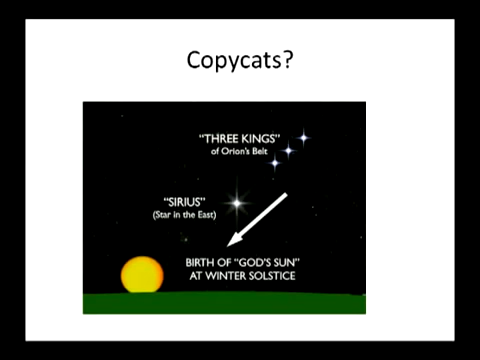 Copycats?
"THREE KINGS"
of Orion's Belt
"SIRIUS"
(Star in the East)
BIRTH OF "GOD'S SUN"
AT WINTER SOLSTICE